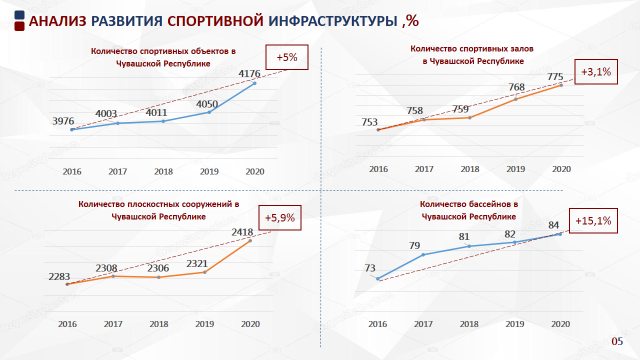 АНАЛИЗ РАЗВИТИЯ СПОРТИВНОЙ ИНФРАСТРУКТУРЫ ,%
Количество спортивных объектов в
Чувашской Республике
+5%
3976
4003
4011
4050
4176
2016 2017 2018 2019 2020
Количество спортивных залов
в Чувашской Республике
+3,1%
753
758
759
768
775
2016 2017 2018 2019 2020
Количество плоскостных сооружений в
Чувашской Республике
+5,9%
2283
2308
2306
2321
2418
2016 2017 2018 2019 2020
Количество бассейнов в
Чувашской Республике
+15,1%
73
79
81
82
84
2016 2017 2018 2019 2020
05